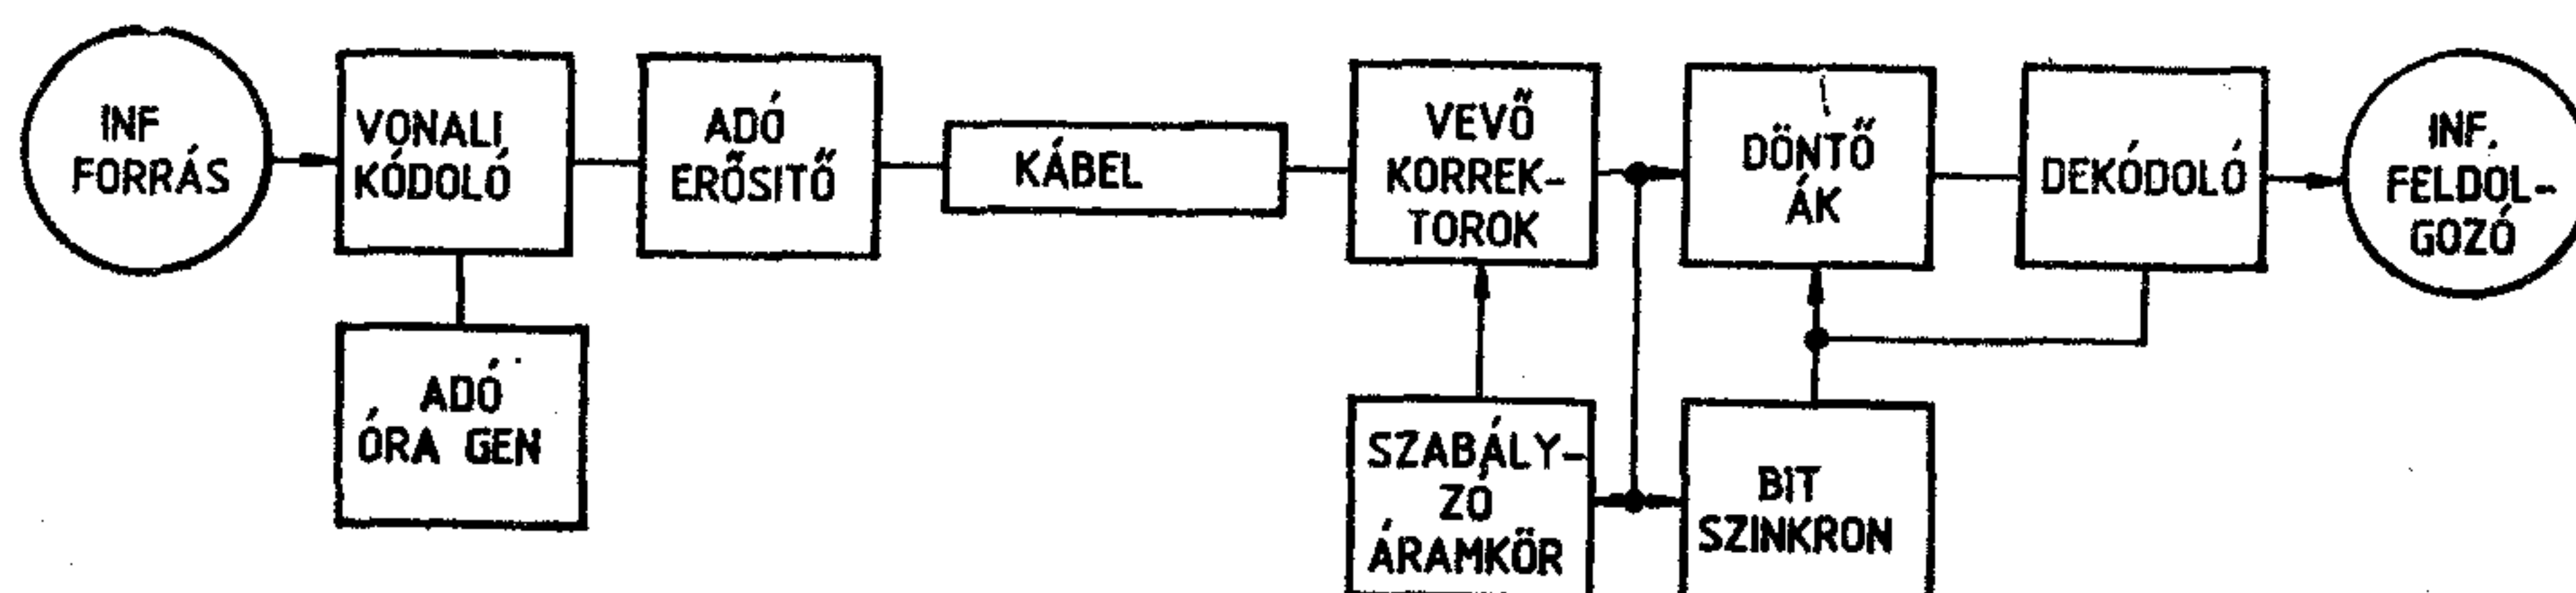 INF
FORRÁS
VONALI
KÓDOLÓ
ADÓ
ERŐSITŐ
KÁBEL
VEVŐ
KORREK-
TOROK
DÖNTŐ
ÁK
DEKÓDOLÓ
INF.
FELDOL-
GOZÓ
ADÓ
ÓRA GEN
SZABÁLY-
ZÓ
ÁRAMKÖR
BIT
SZINKRON